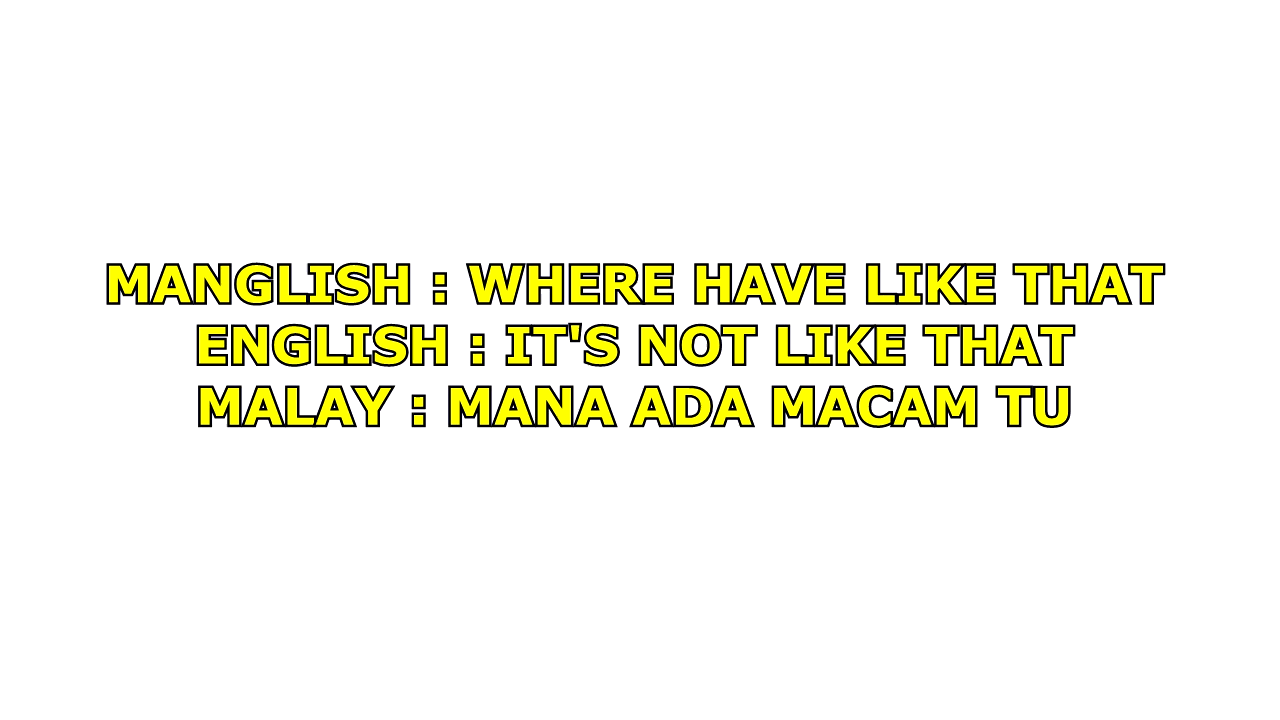 MANGLISH : WHERE HAVE LIKE THAT
ENGLISH : IT'S NOT LIKE THAT
MALAY : MANA ADA MACAM TU